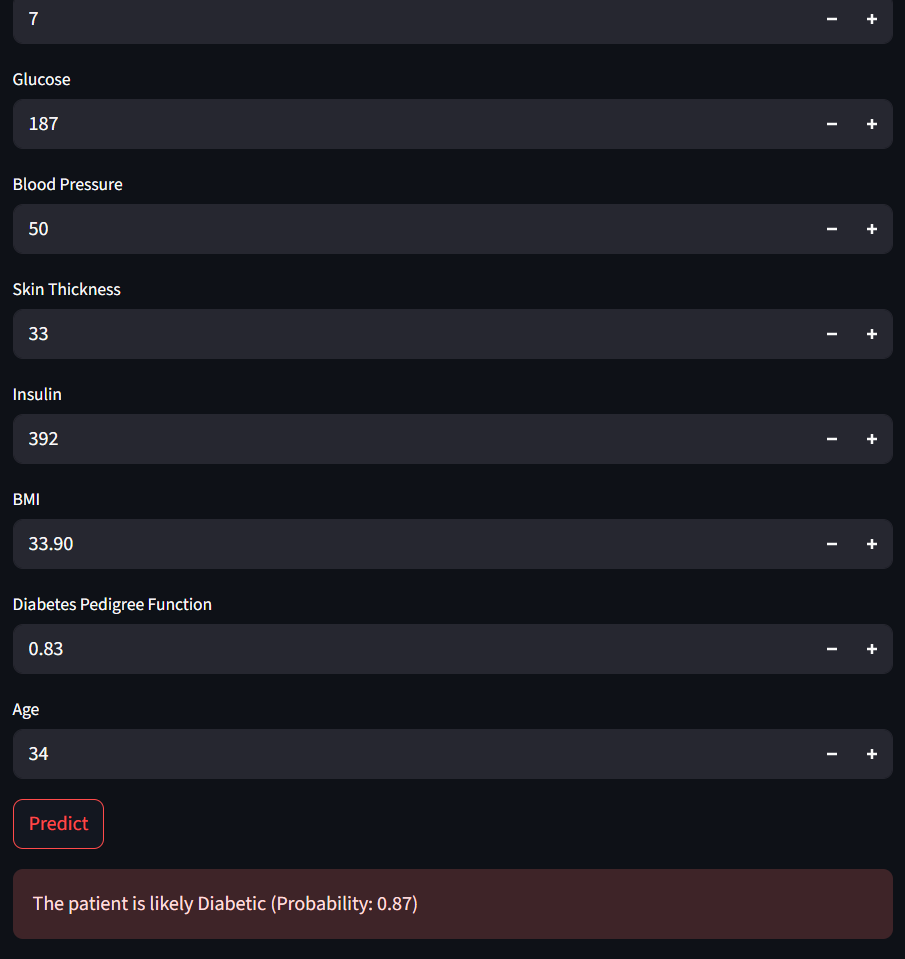 7
Glucose
187
Blood Pressure
50
Skin Thickness
33
Insulin
392
BMI
33.90
Diabetes Pedigree Function
0.83
Age
34
Predict
The patient is likely Diabetic (Probability: 0.87)